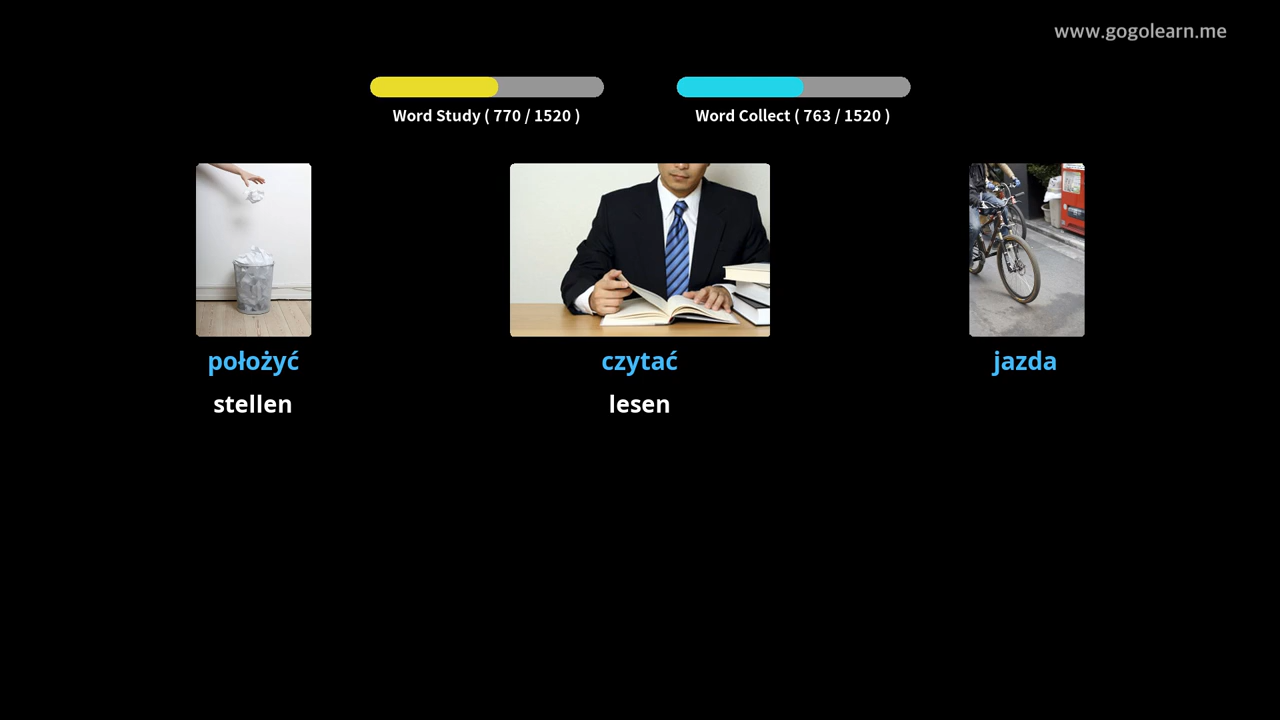 www.gogolearn.me
Word Study ( 770 / 1520 )
Word Collect ( 763 / 1520 )
położyć
czytać
jazda
stellen
lesen